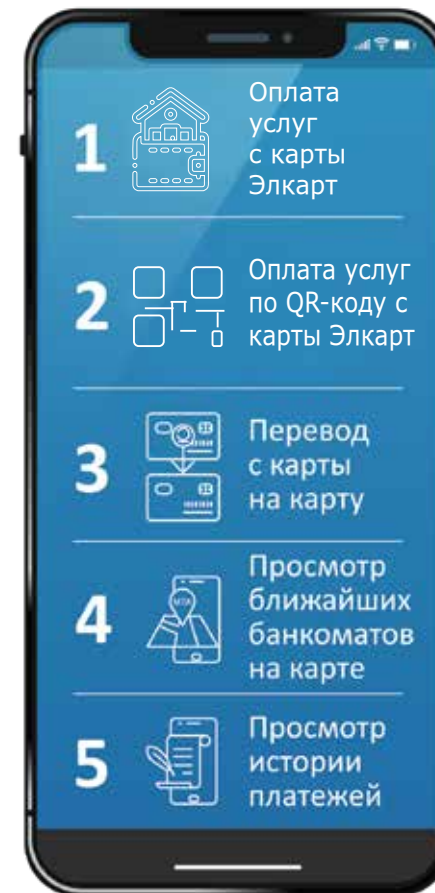 1
Оплата
услуг
с карты
Элкарт
2
Оплата услуг
по QR-коду с
карты Элкарт
3
Перевод
с карты
на карту
4
Просмотр
ближайших
банкоматов
на карте
5
Просмотр
истории
платежей